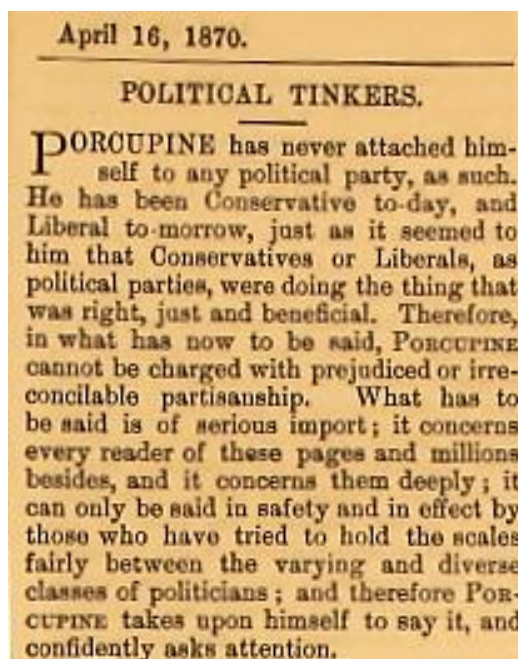 April 16, 1870.
POLITICAL TINKERS.
PORCUPINE has never attached him-
self to any political party, as such.
He has been Conservative to-day, and
Liberal to-morrow, just as it seemed to
him that Conservatives or Liberals, as
political parties, were doing the thing that
was right, just and beneficial. Therefore,
in what has now to be said, PORCUPINE
cannot be charged with prejudiced or irre-
concilable partisanship. What has to
be said is of serious import; it concerns
every reader of these pages and millions
besides, and it concerns them deeply; it
can only be said in safety and in effect by
those who have tried to hold the scales
fairly between the varying and diverse
classes of politicians; and therefore POR-
CUPINE takes upon himself to say it, and
confidently asks attention.